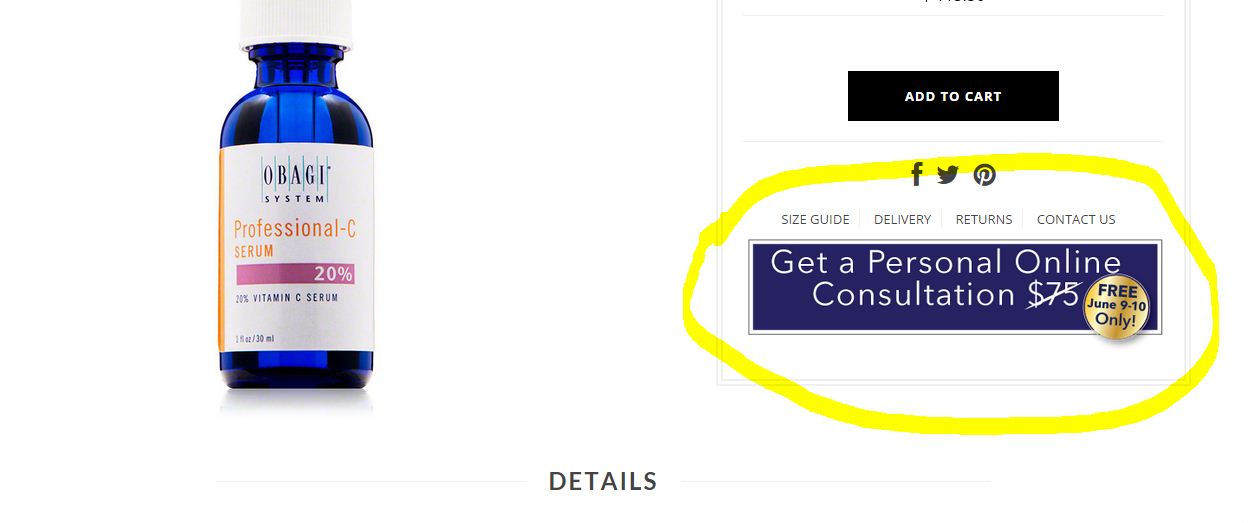 OBAGI
SYSTEM
Professional-C
SERUM
20%
20% VITAMIN C SERUM
1 fl oz/30 ml
ADD TO CART
SIZE GUIDE
DELIVERY
RETURNS
CONTACT US
Get a Personal Online
Consultation $75
FREE
June 9-10
Only!
DETAILS